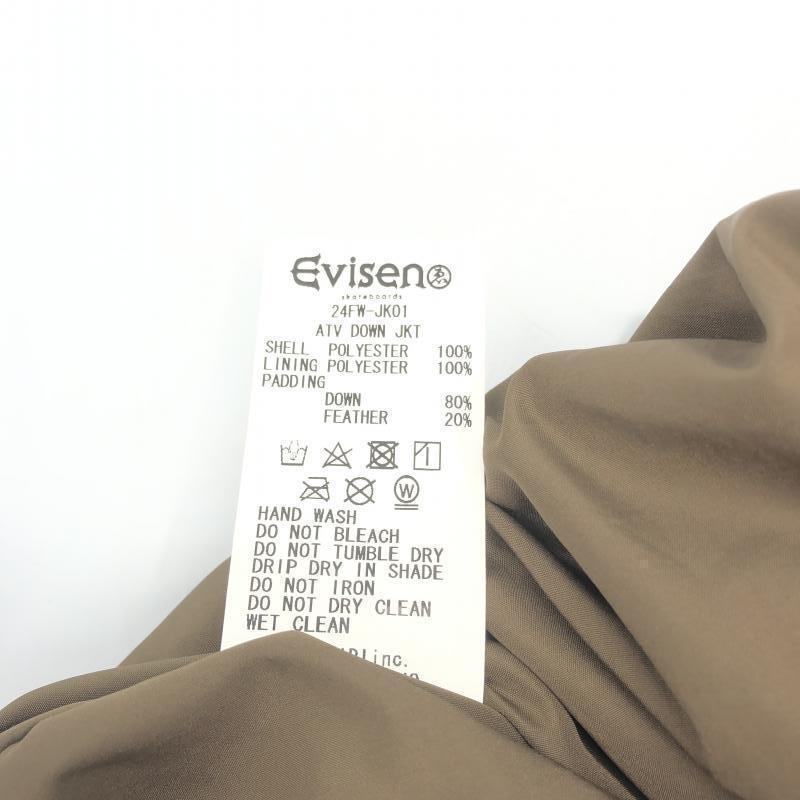 Evisen ゑ
skateboards
24FW-JK01
ATV DOWN JKT
SHELL POLYESTER 100%
LINING POLYESTER 100%
PADDING
DOWN 80%
FEATHER 20%
W
HAND WASH
DO NOT BLEACH
DO NOT TUMBLE DRY
DRIP DRY IN SHADE
DO NOT IRON
DO NOT DRY CLEAN
WET CLEAN
inc.